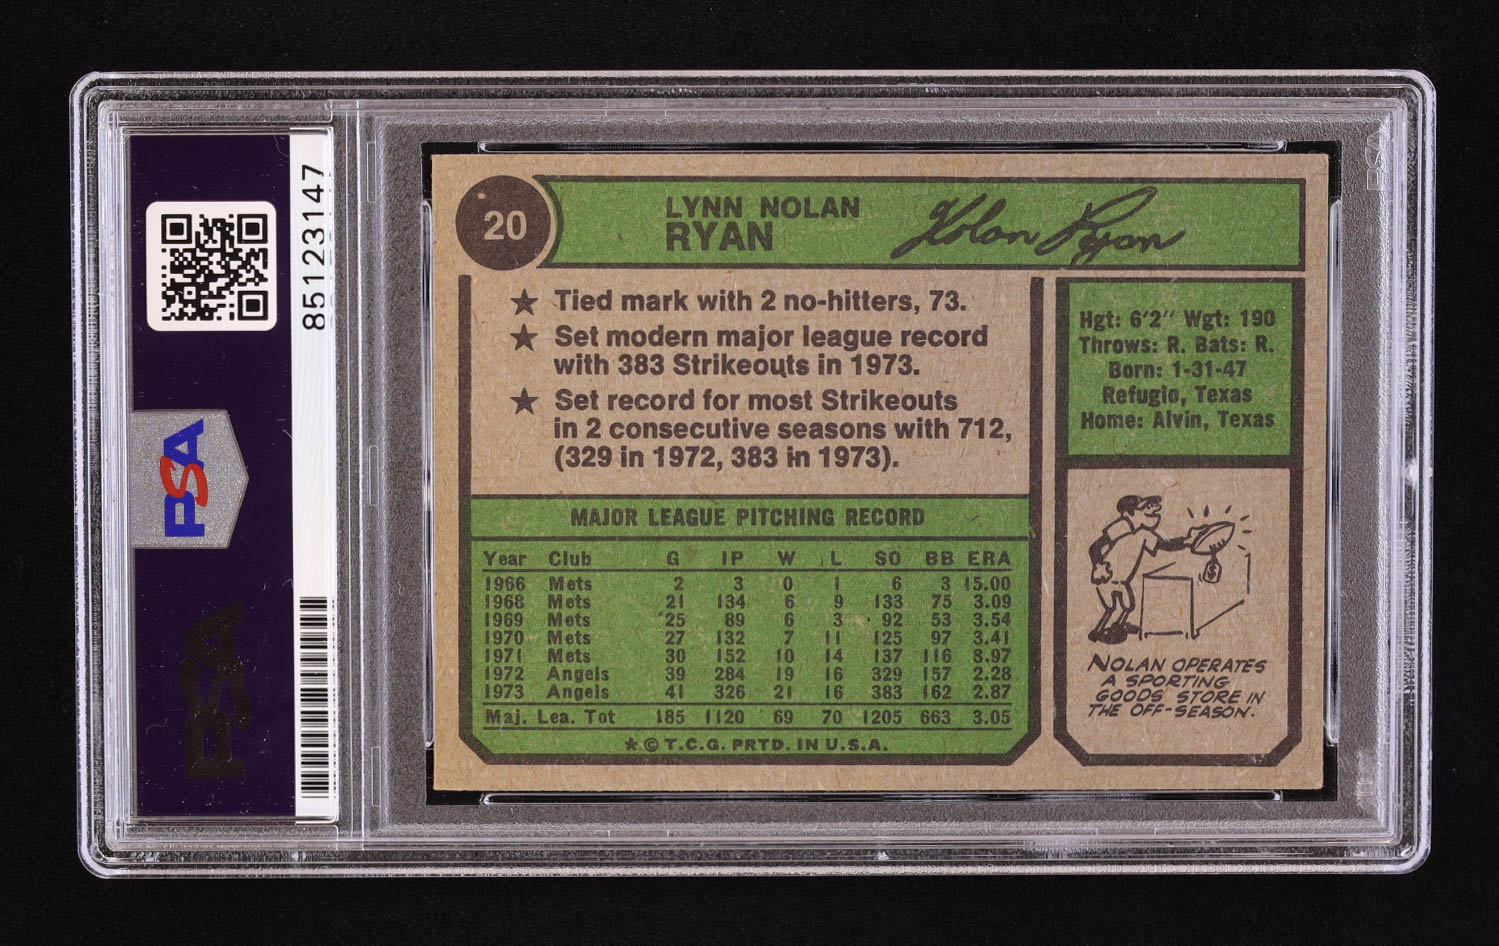 85123147
PSA
PSA
PSA
20
LYNN NOLAN
RYAN
Nolan Ryan
★ Tied mark with 2 no-hitters, 73.
★ Set modern major league record
with 383 Strikeouts in 1973.
★ Set record for most Strikeouts
in 2 consecutive seasons with 712,
(329 in 1972, 383 in 1973).
Hgt: 6'2" Wgt: 190
Throws: R. Bats: R.
Born: 1-31-47
Refugio, Texas
Home: Alvin, Texas
MAJOR LEAGUE PITCHING RECORD
Year Club G IP W L SO BB ERA
1966 Mets 2 3 0 1 6 3 15.00
1968 Mets 21 134 6 9 133 75 3.09
1969 Mets 25 89 6 3 92 53 3.54
1970 Mets 27 132 7 11 125 97 3.41
1971 Mets 30 152 10 14 137 116 3.97
1972 Angels 39 284 19 16 329 157 2.28
1973 Angels 41 326 21 16 383 162 2.87
Maj. Lea. Tot 185 1120 69 70 1205 663 3.05
★ © T.C.G. PRTD. IN U.S.A.
$
NOLAN OPERATES
A SPORTING
GOODS STORE IN
THE OFF-SEASON.